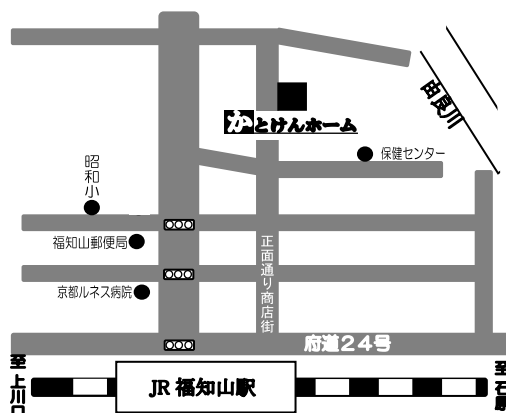 由良川
かとけんホーム
保健センター
昭和小
福知山郵便局
正面通り商店街
京都ルネス病院
府道24号
至上川口
JR 福知山駅
至石原